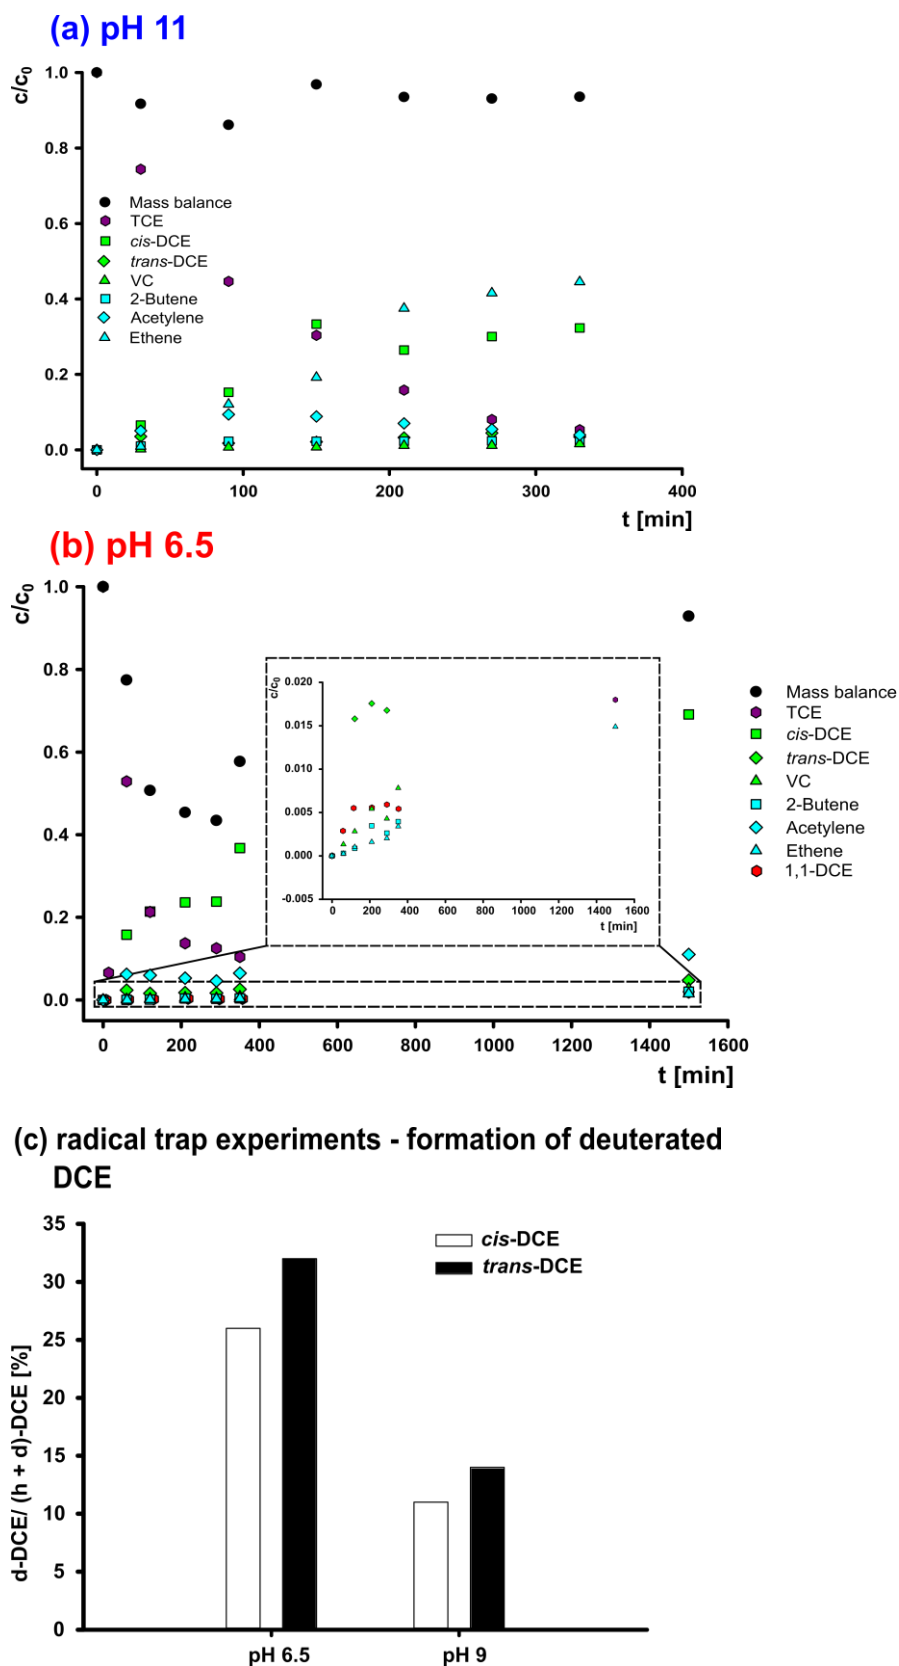 (a) pH 11
c/c0
1.0
0.8
0.6
0.4
0.2
0.0
Mass balance
TCE
cis-DCE
trans-DCE
VC
2-Butene
Acetylene
Ethene
0 100 200 300 400
t [min]
(b) pH 6.5
c/c0
1.0
0.8
0.6
0.4
0.2
0.0
c/c0
0.020
0.015
0.010
0.005
0.000
-0.005
0 200 400 600 800 1000 1200 1400 1600
t [min]
Mass balance
TCE
cis-DCE
trans-DCE
VC
2-Butene
Acetylene
Ethene
1,1-DCE
0 200 400 600 800 1000 1200 1400 1600
t [min]
(c) radical trap experiments - formation of deuterated
DCE
d-DCE/ (h + d)-DCE [%]
35
30
25
20
15
10
5
0
cis-DCE
trans-DCE
pH 6.5 pH 9